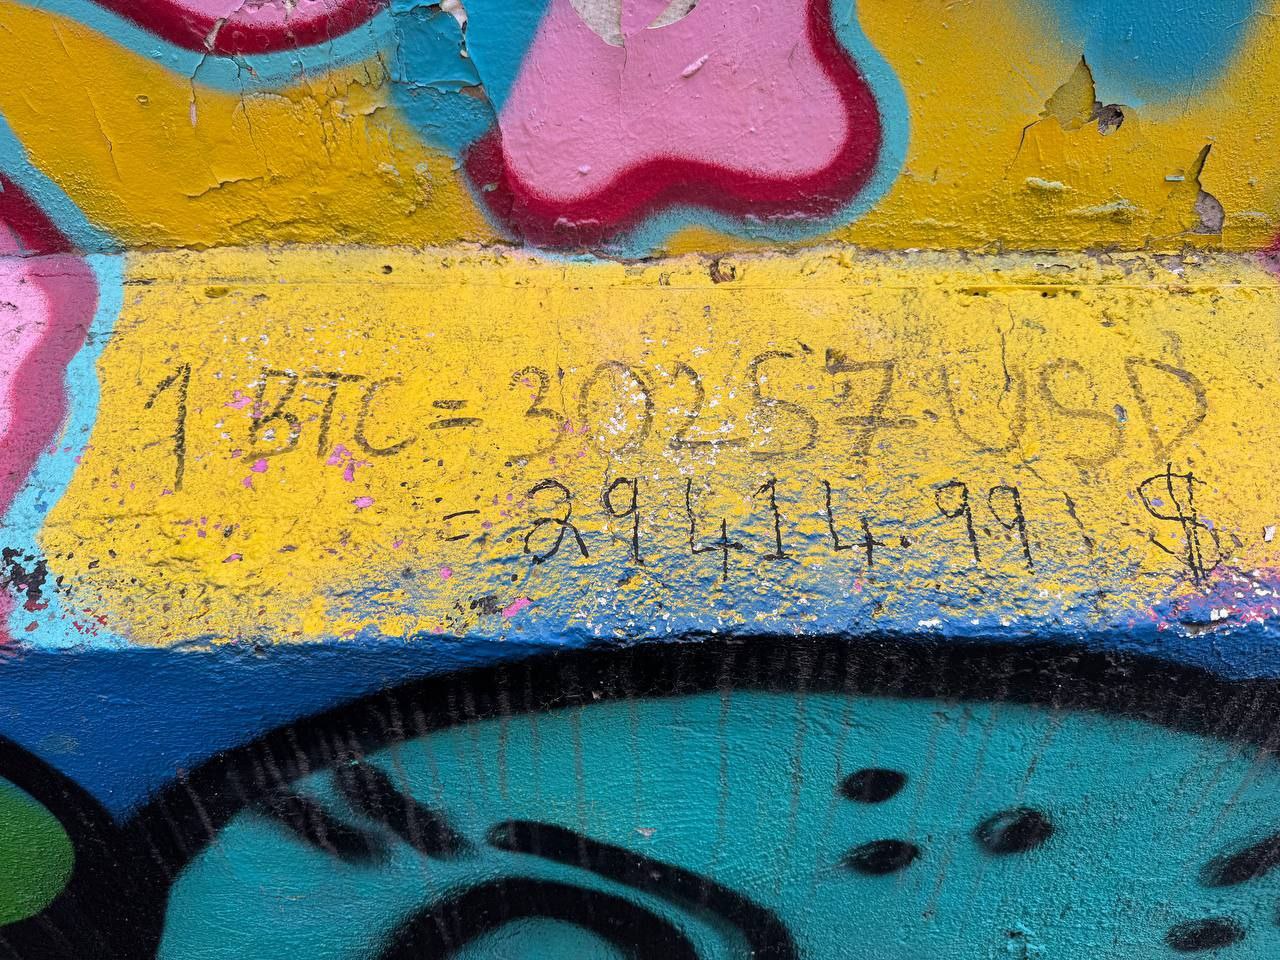 1 BTC = 30257 USD
= 29414.99 $